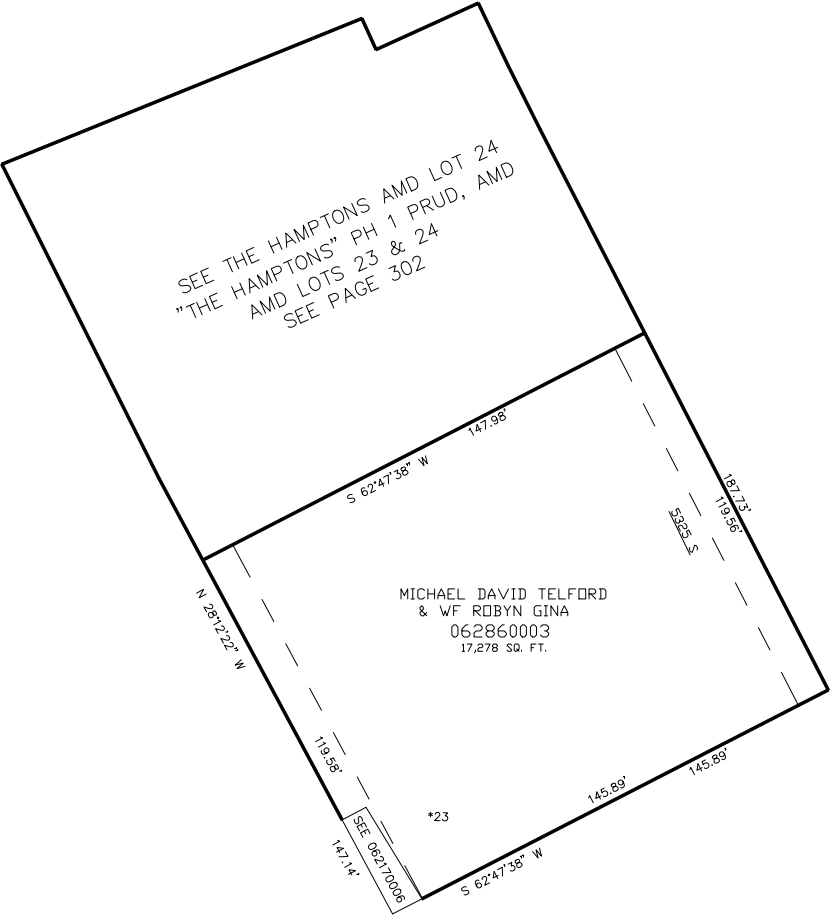 SEE THE HAMPTONS AMD LOT 24
"THE HAMPTONS" PH 1 PRUD, AMD
AMD LOTS 23 & 24
SEE PAGE 302
147.98'
S 62°47'38" W
187.73'
119.56'
5325 S
MICHAEL DAVID TELFORD
& WF ROBYN GINA
062860003
17,278 SQ. FT.
N 28°12'22" W
119.58'
*23
145.89'
145.89'
SEE 062170006
147.14'
S 62°47'38" W